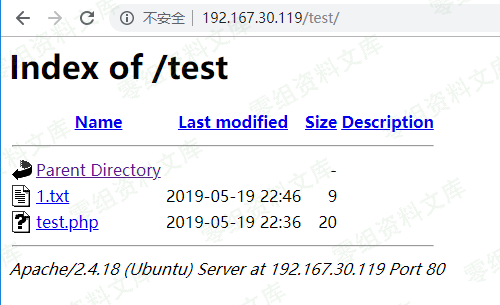 不安全 | 192.167.30.119/test/
Index of /test
Name Last modified Size Description
Parent Directory -
1.txt 2019-05-19 22:46 9
test.php 2019-05-19 22:36 20
Apache/2.4.18 (Ubuntu) Server at 192.167.30.119 Port 80
零组资料文库